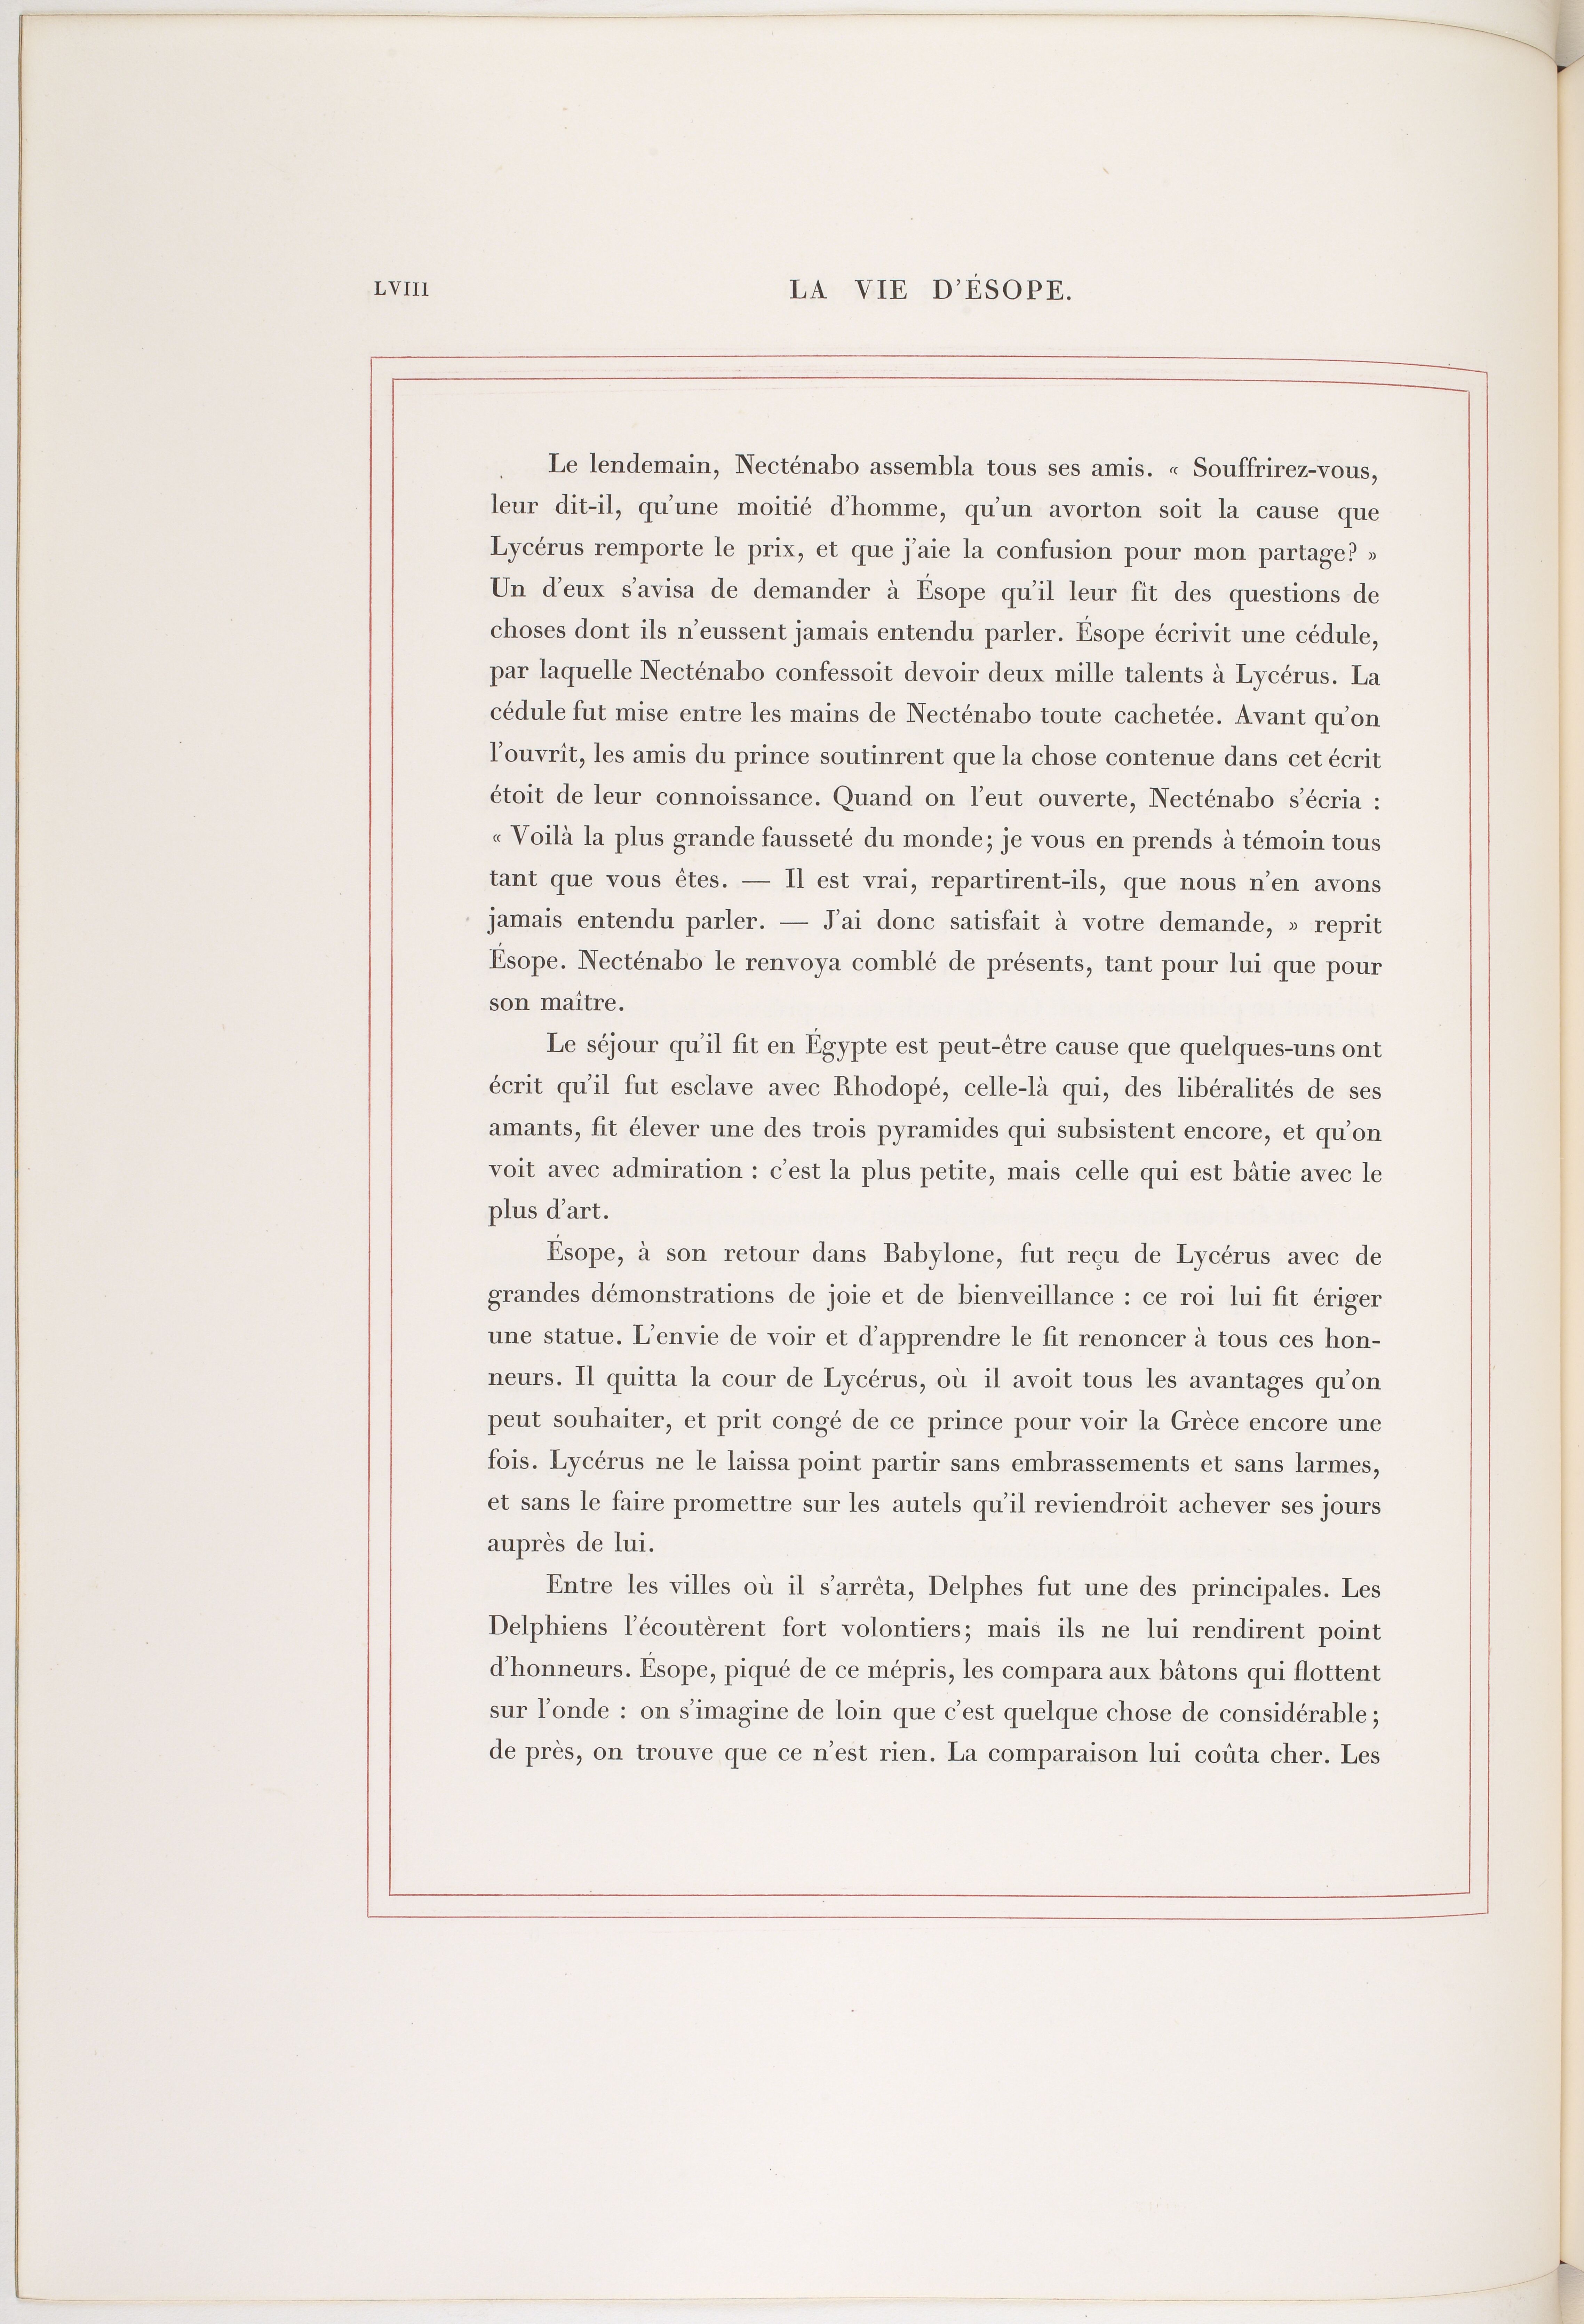 LVIII
LA VIE D'ÉSOPE.
Le lendemain, Necténabo assembla tous ses amis. « Souffrirez-vous,
leur dit-il, qu'une moitié d'homme, qu'un avorton soit la cause que
Lycérus remporte le prix, et que j'aie la confusion pour mon partage? »
Un d'eux s'avisa de demander à Ésope qu'il leur fît des questions de
choses dont ils n'eussent jamais entendu parler. Ésope écrivit une cédule,
par laquelle Necténabo confessoit devoir deux mille talents à Lycérus. La
cédule fut mise entre les mains de Necténabo toute cachetée. Avant qu'on
l'ouvrît, les amis du prince soutinrent que la chose contenue dans cet écrit
étoit de leur connoissance. Quand on l'eut ouverte, Necténabo s'écria :
« Voilà la plus grande fausseté du monde; je vous en prends à témoin tous
tant que vous êtes. — Il est vrai, repartirent-ils, que nous n'en avons
jamais entendu parler. — J'ai donc satisfait à votre demande, » reprit
Ésope. Necténabo le renvoya comblé de présents, tant pour lui que pour
son maître.
Le séjour qu'il fit en Égypte est peut-être cause que quelques-uns ont
écrit qu'il fut esclave avec Rhodopé, celle-là qui, des libéralités de ses
amants, fit élever une des trois pyramides qui subsistent encore, et qu'on
voit avec admiration : c'est la plus petite, mais celle qui est bâtie avec le
plus d'art.
Ésope, à son retour dans Babylone, fut reçu de Lycérus avec de
grandes démonstrations de joie et de bienveillance : ce roi lui fit ériger
une statue. L'envie de voir et d'apprendre le fit renoncer à tous ces hon-
neurs. Il quitta la cour de Lycérus, où il avoit tous les avantages qu'on
peut souhaiter, et prit congé de ce prince pour voir la Grèce encore une
fois. Lycérus ne le laissa point partir sans embrassements et sans larmes,
et sans le faire promettre sur les autels qu'il reviendroit achever ses jours
auprès de lui.
Entre les villes où il s'arrêta, Delphes fut une des principales. Les
Delphiens l'écoutèrent fort volontiers; mais ils ne lui rendirent point
d'honneurs. Ésope, piqué de ce mépris, les compara aux bâtons qui flottent
sur l'onde : on s'imagine de loin que c'est quelque chose de considérable;
de près, on trouve que ce n'est rien. La comparaison lui coûta cher. Les